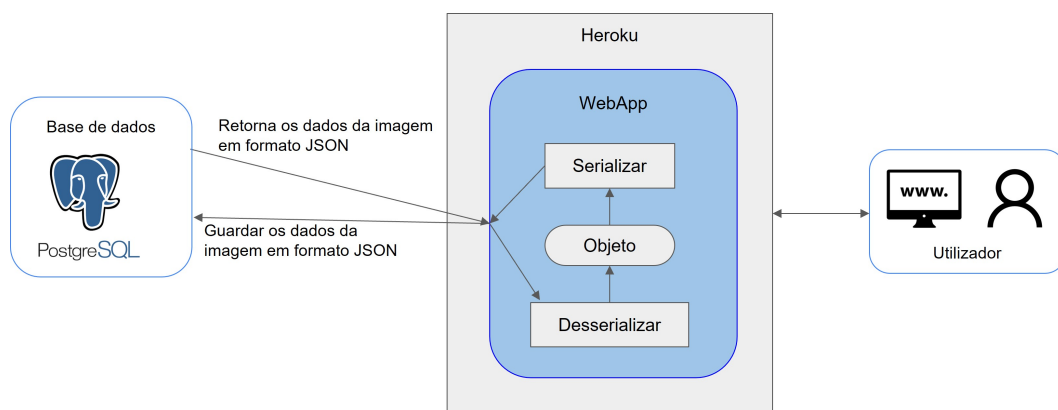 Heroku
WebApp
Base de dados
PostgreSQL
Retorna os dados da imagem
em formato JSON
Guardar os dados da
imagem em formato JSON
Serializar
Objeto
Desserializar
www.
Utilizador